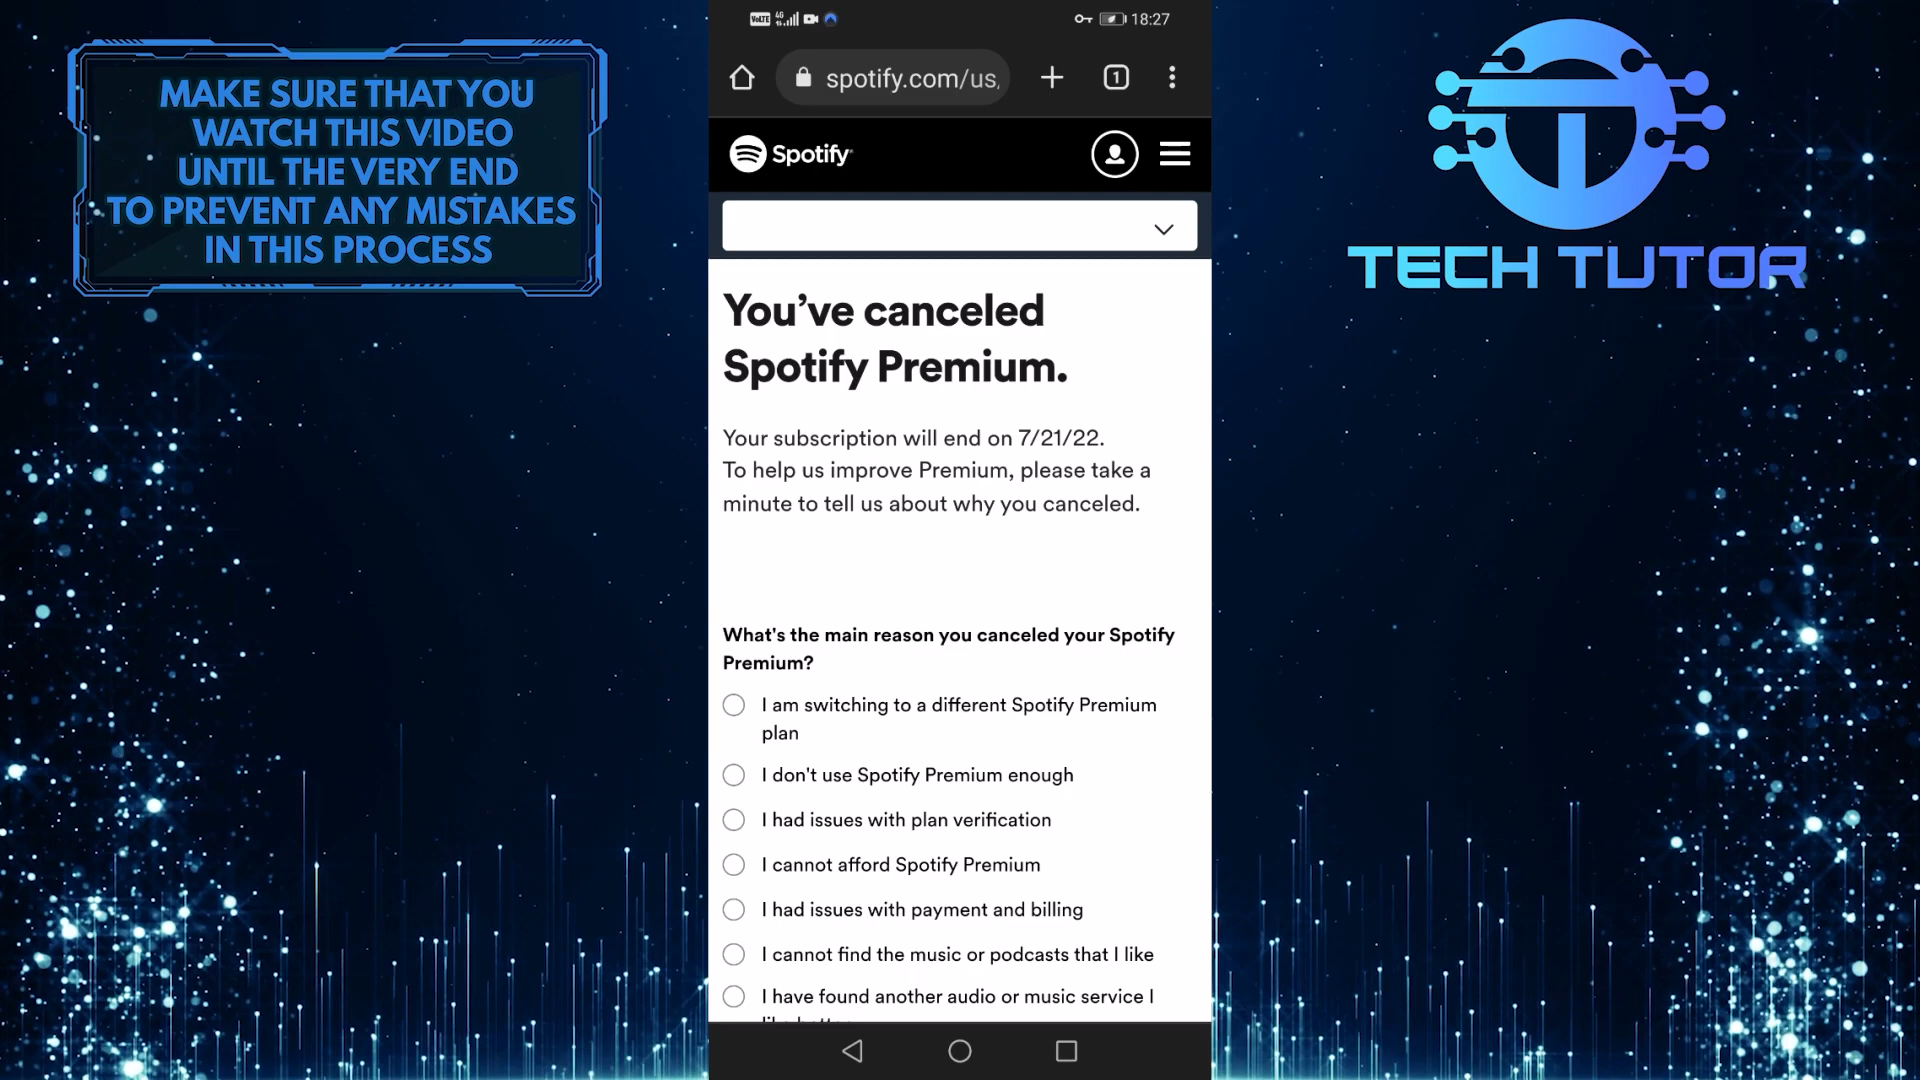 MAKE SURE THAT YOU
WATCH THIS VIDEO
UNTIL THE VERY END
TO PREVENT ANY MISTAKES
IN THIS PROCESS
VoLTE 4G 18:27
spotify.com/us, 1
Spotify
TECH TUTOR
You've canceled
Spotify Premium.
Your subscription will end on 7/21/22.
To help us improve Premium, please take a
minute to tell us about why you canceled.
What's the main reason you canceled your Spotify
Premium?
I am switching to a different Spotify Premium
plan
I don't use Spotify Premium enough
I had issues with plan verification
I cannot afford Spotify Premium
I had issues with payment and billing
I cannot find the music or podcasts that I like
I have found another audio or music service I